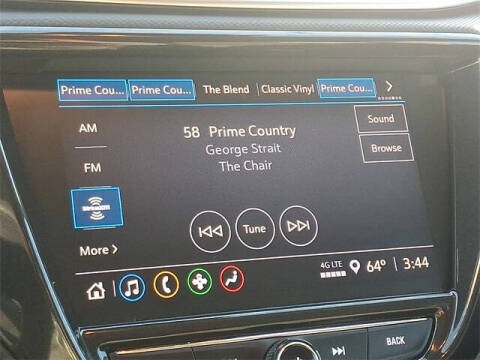 Prime Cou... Prime Cou... The Blend Classic Vinyl Prime Cou...
AM
58 Prime Country
Sound
George Strait
Browse
FM
The Chair
SiriusXM
Tune
More
4G LTE
64° 3:44
BACK